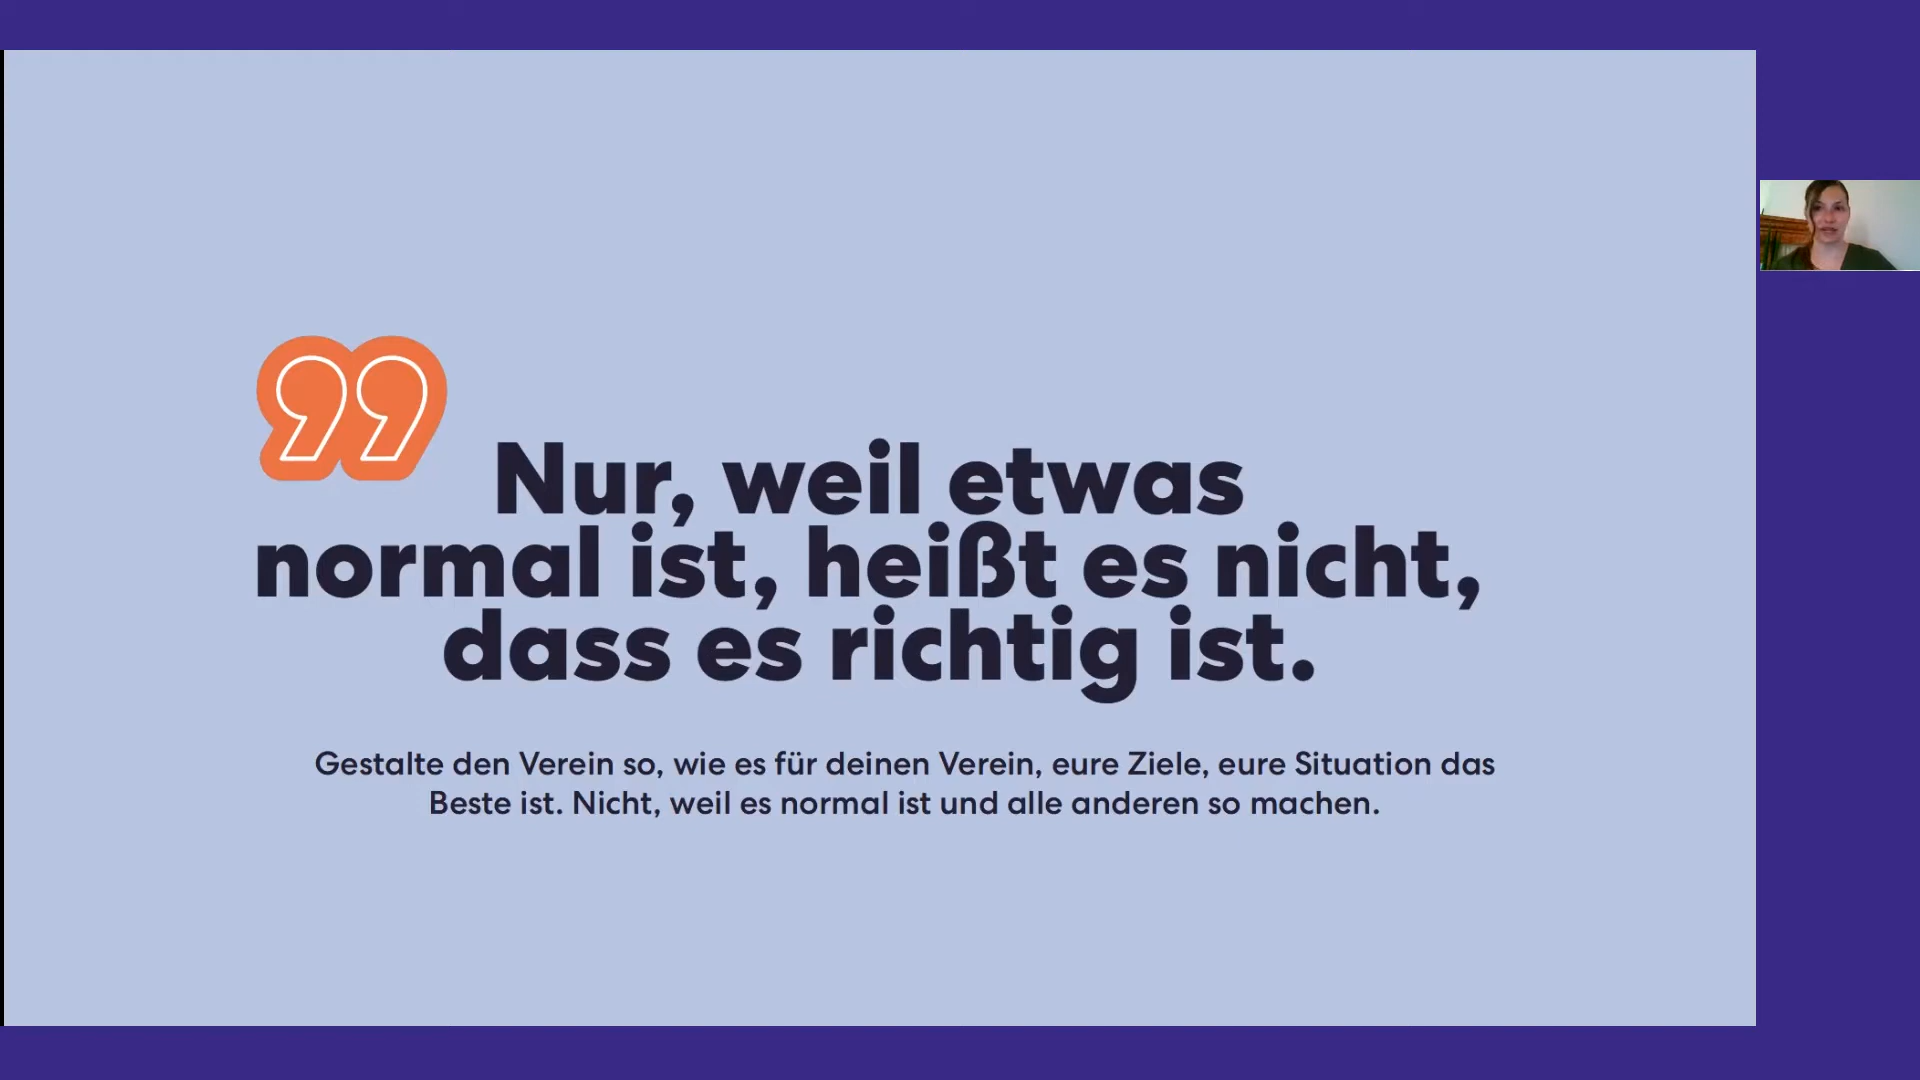 Nur, weil etwas
normal ist, heißt es nicht,
dass es richtig ist.
Gestalte den Verein so, wie es für deinen Verein, eure Ziele, eure Situation das
Beste ist. Nicht, weil es normal ist und alle anderen so machen.